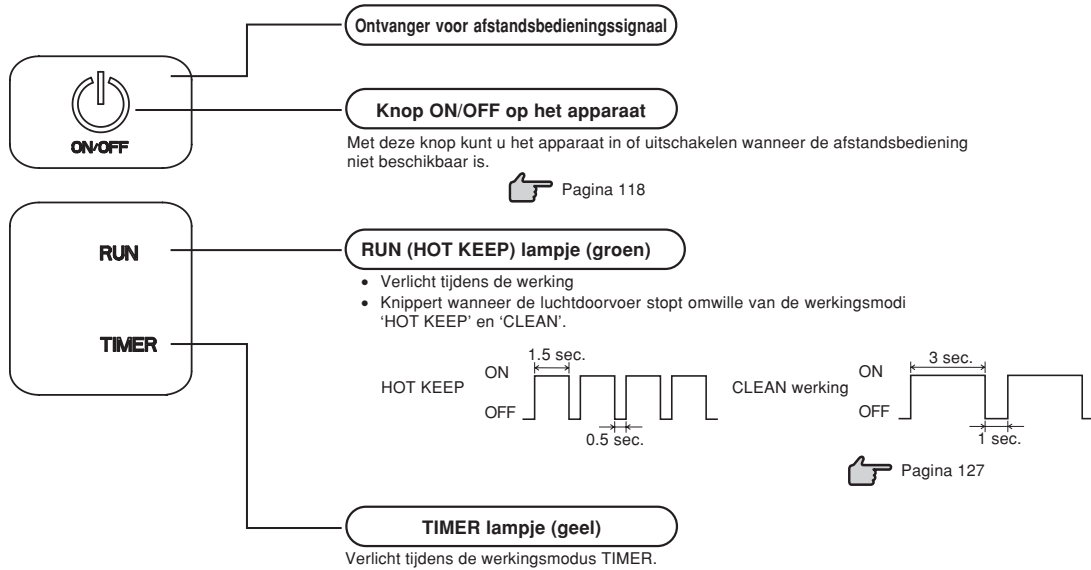 Ontvanger voor afstandsbedieningssignaal
ON/OFF
Knop ON/OFF op het apparaat
Met deze knop kunt u het apparaat in of uitschakelen wanneer de afstandsbediening
niet beschikbaar is.
Pagina 118
RUN
TIMER
RUN (HOT KEEP) lampje (groen)
• Verlicht tijdens de werking
• Knippert wanneer de luchtdoorvoer stopt omwille van de werkingsmodi
‘HOT KEEP’ en ‘CLEAN’.
HOT KEEP
ON
OFF
1.5 sec.
0.5 sec.
CLEAN werking
ON
OFF
3 sec.
1 sec.
Pagina 127
TIMER lampje (geel)
Verlicht tijdens de werkingsmodus TIMER.